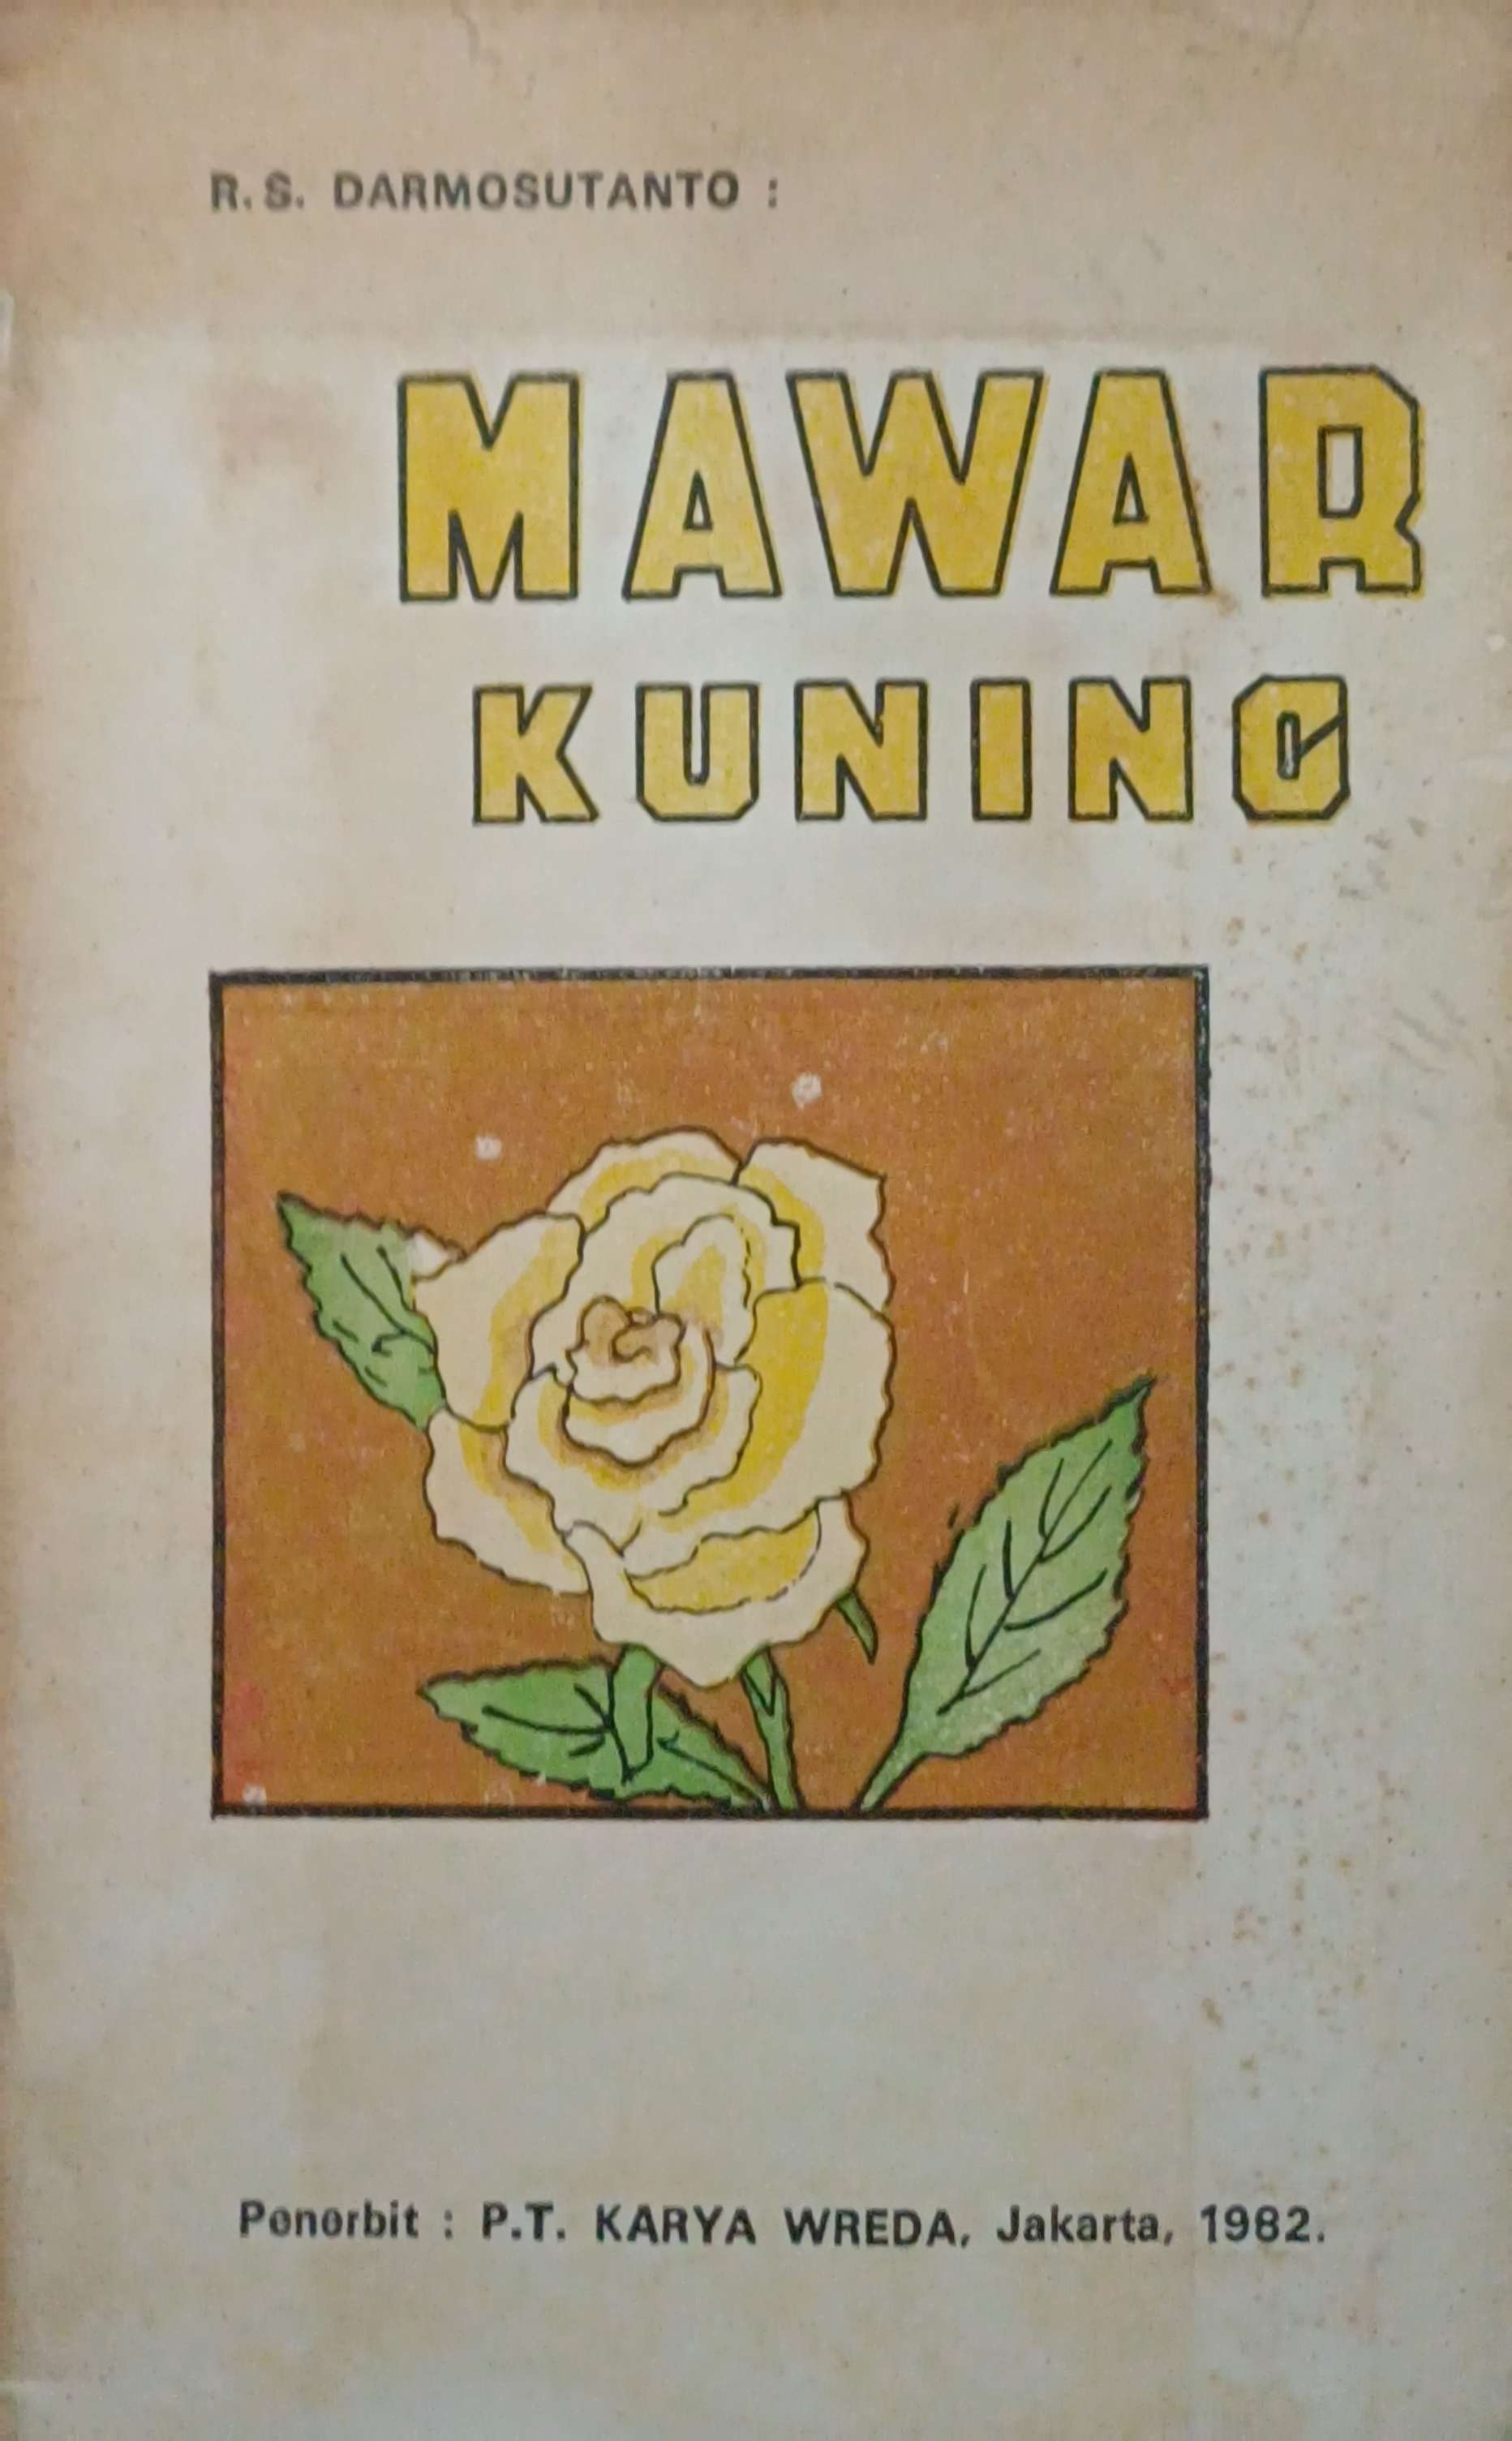 R.S. DARMOSUTANTO :
MAWAR
KUNING
Penerbit : P.T. KARYA WREDA, Jakarta, 1982.